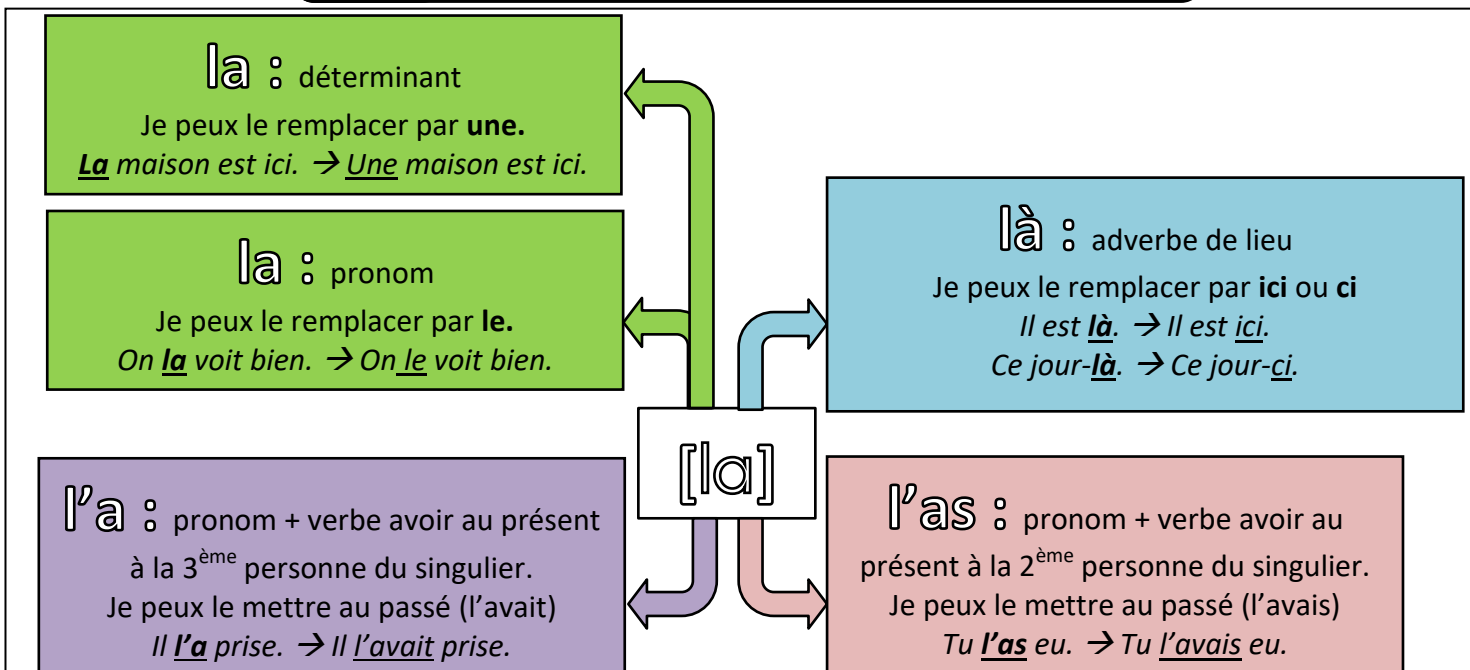 la : déterminant
Je peux le remplacer par une.
La maison est ici. → Une maison est ici.
la : pronom
Je peux le remplacer par le.
On la voit bien. → On le voit bien.
là : adverbe de lieu
Je peux le remplacer par ici ou ci
Il est là. → Il est ici.
Ce jour-là. → Ce jour-ci.
[la]
l'a : pronom + verbe avoir au présent
à la 3ème personne du singulier.
Je peux le mettre au passé (l'avait)
Il l'a prise. → Il l'avait prise.
l'as : pronom + verbe avoir au
présent à la 2ème personne du singulier.
Je peux le mettre au passé (l'avais)
Tu l'as eu. → Tu l'avais eu.